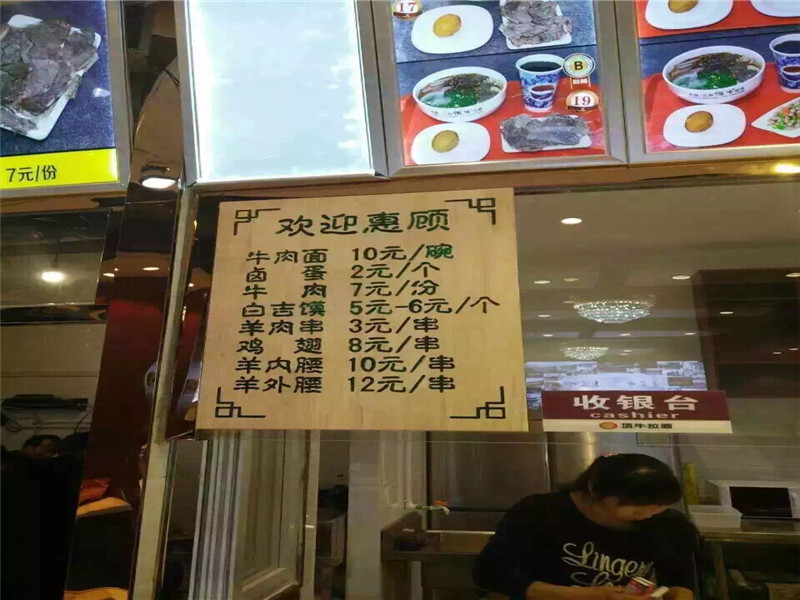 17
B
套餐
19
7元/份
欢迎惠顾
牛肉面 10元/碗
卤蛋 2元/个
牛肉 7元/份
白吉馍 5元-6元/个
羊肉串 3元/串
鸡翅 8元/串
羊内腰 10元/串
羊外腰 12元/串
收银台
cashier
顶牛拉面
Linger